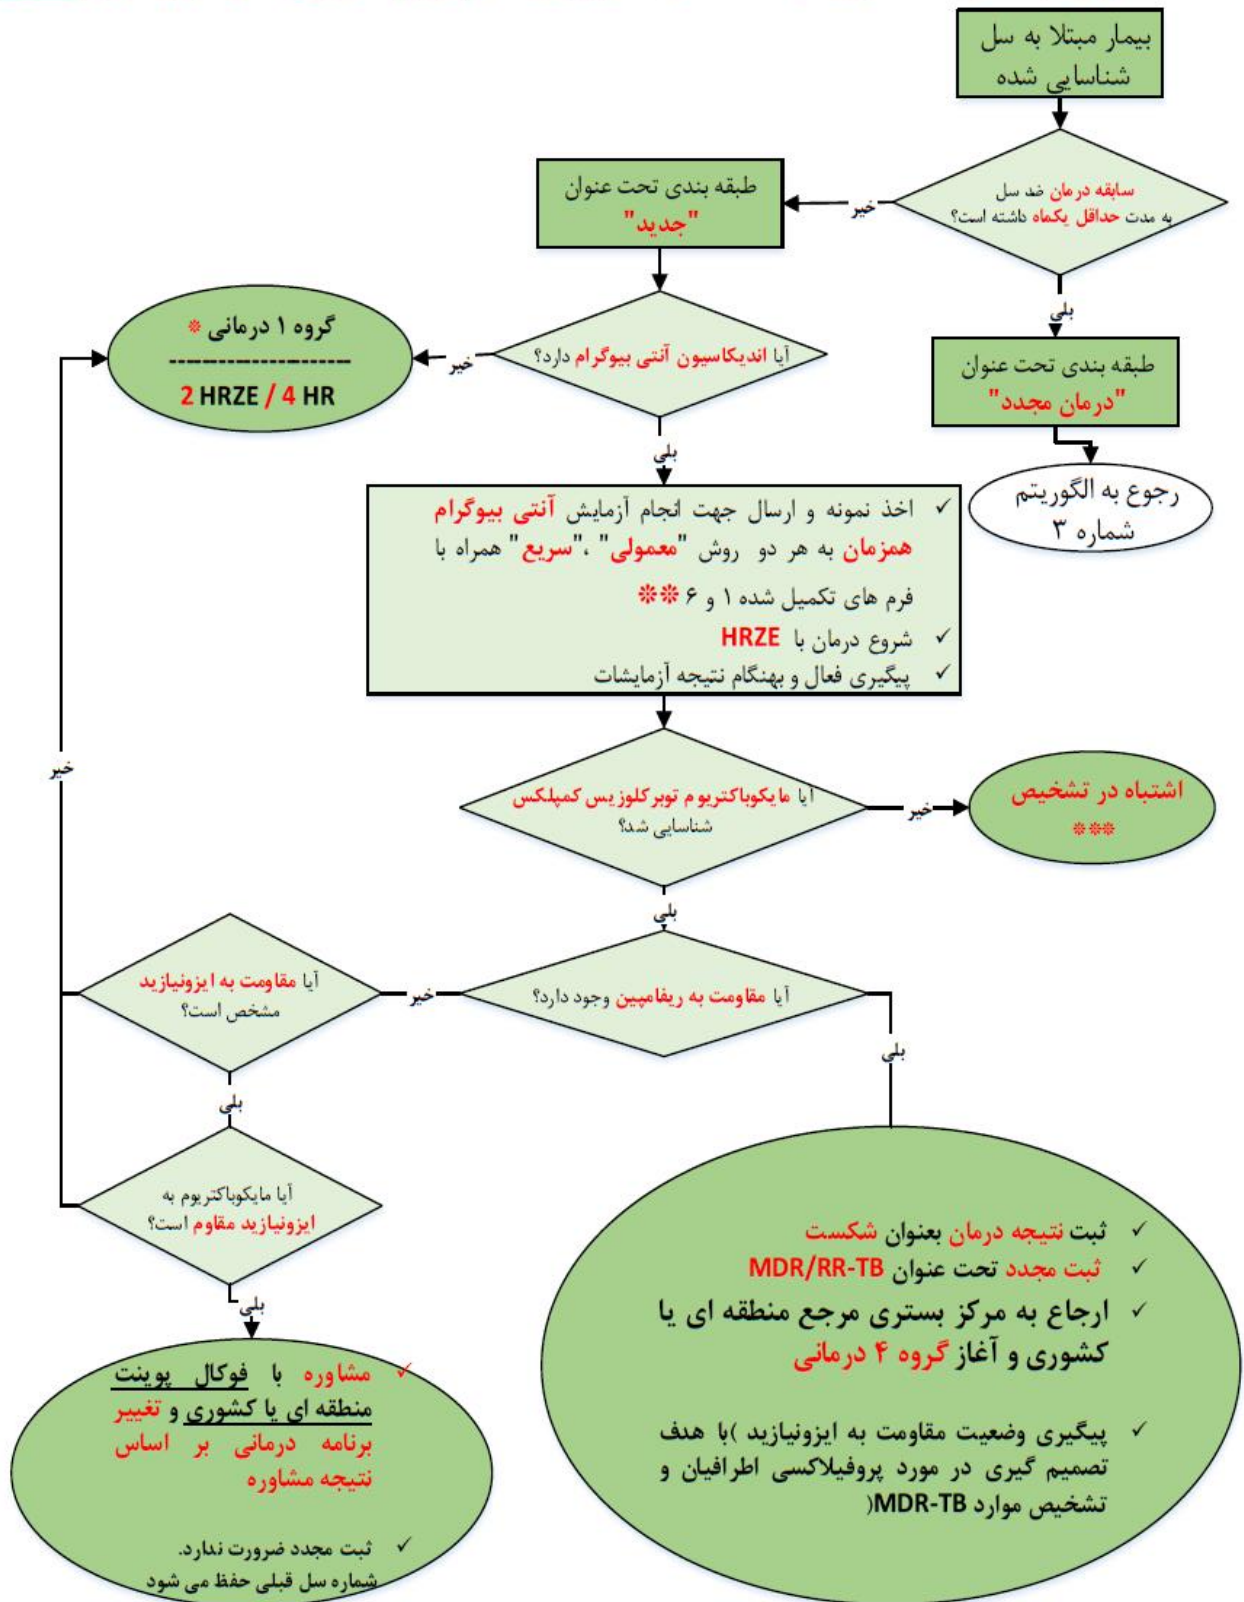 بیمار مبتلا به سل
شناسایی شده
سابقه درمان ضد سل
به مدت حداقل یکماه داشته است؟
خیر
طبقه بندی تحت عنوان
"جدید"
بلی
طبقه بندی تحت عنوان
"درمان مجدد"
رجوع به الگوریتم
شماره ۳
آیا اندیکاسیون آنتی بیوگرام دارد؟
خیر
گروه ۱ درمانی *
----------------------
2 HRZE / 4 HR
بلی
✓ اخذ نمونه و ارسال جهت انجام آزمایش آنتی بیوگرام
همزمان به هر دو روش "معمولی" ،"سریع" همراه با
فرم های تکمیل شده ۱ و ۶ **
✓ شروع درمان با HRZE
✓ پیگیری فعال و بهنگام نتیجه آزمایشات
آیا مایکوباکتریوم توبرکلوزیس کمپلکس
شناسایی شد؟
خیر
اشتباه در تشخیص
***
بلی
آیا مقاومت به ریفامپین وجود دارد؟
خیر
آیا مقاومت به ایزونیازید
مشخص است؟
خیر
بلی
بلی
آیا مایکوباکتریوم به
ایزونیازید مقاوم است؟
بلی
✓ ثبت نتیجه درمان بعنوان شکست
✓ ثبت مجدد تحت عنوان MDR/RR-TB
✓ ارجاع به مرکز بستری مرجع منطقه ای یا
کشوری و آغاز گروه ۴ درمانی
✓ پیگیری وضعیت مقاومت به ایزونیازید )با هدف
تصمیم گیری در مورد پروفیلاکسی اطرافیان و
تشخیص موارد MDR-TB(
✓ مشاوره با فوکال پوینت
منطقه ای یا کشوری و تغییر
برنامه درمانی بر اساس
نتیجه مشاوره
✓ ثبت مجدد ضرورت ندارد.
شماره سل قبلی حفظ می شود